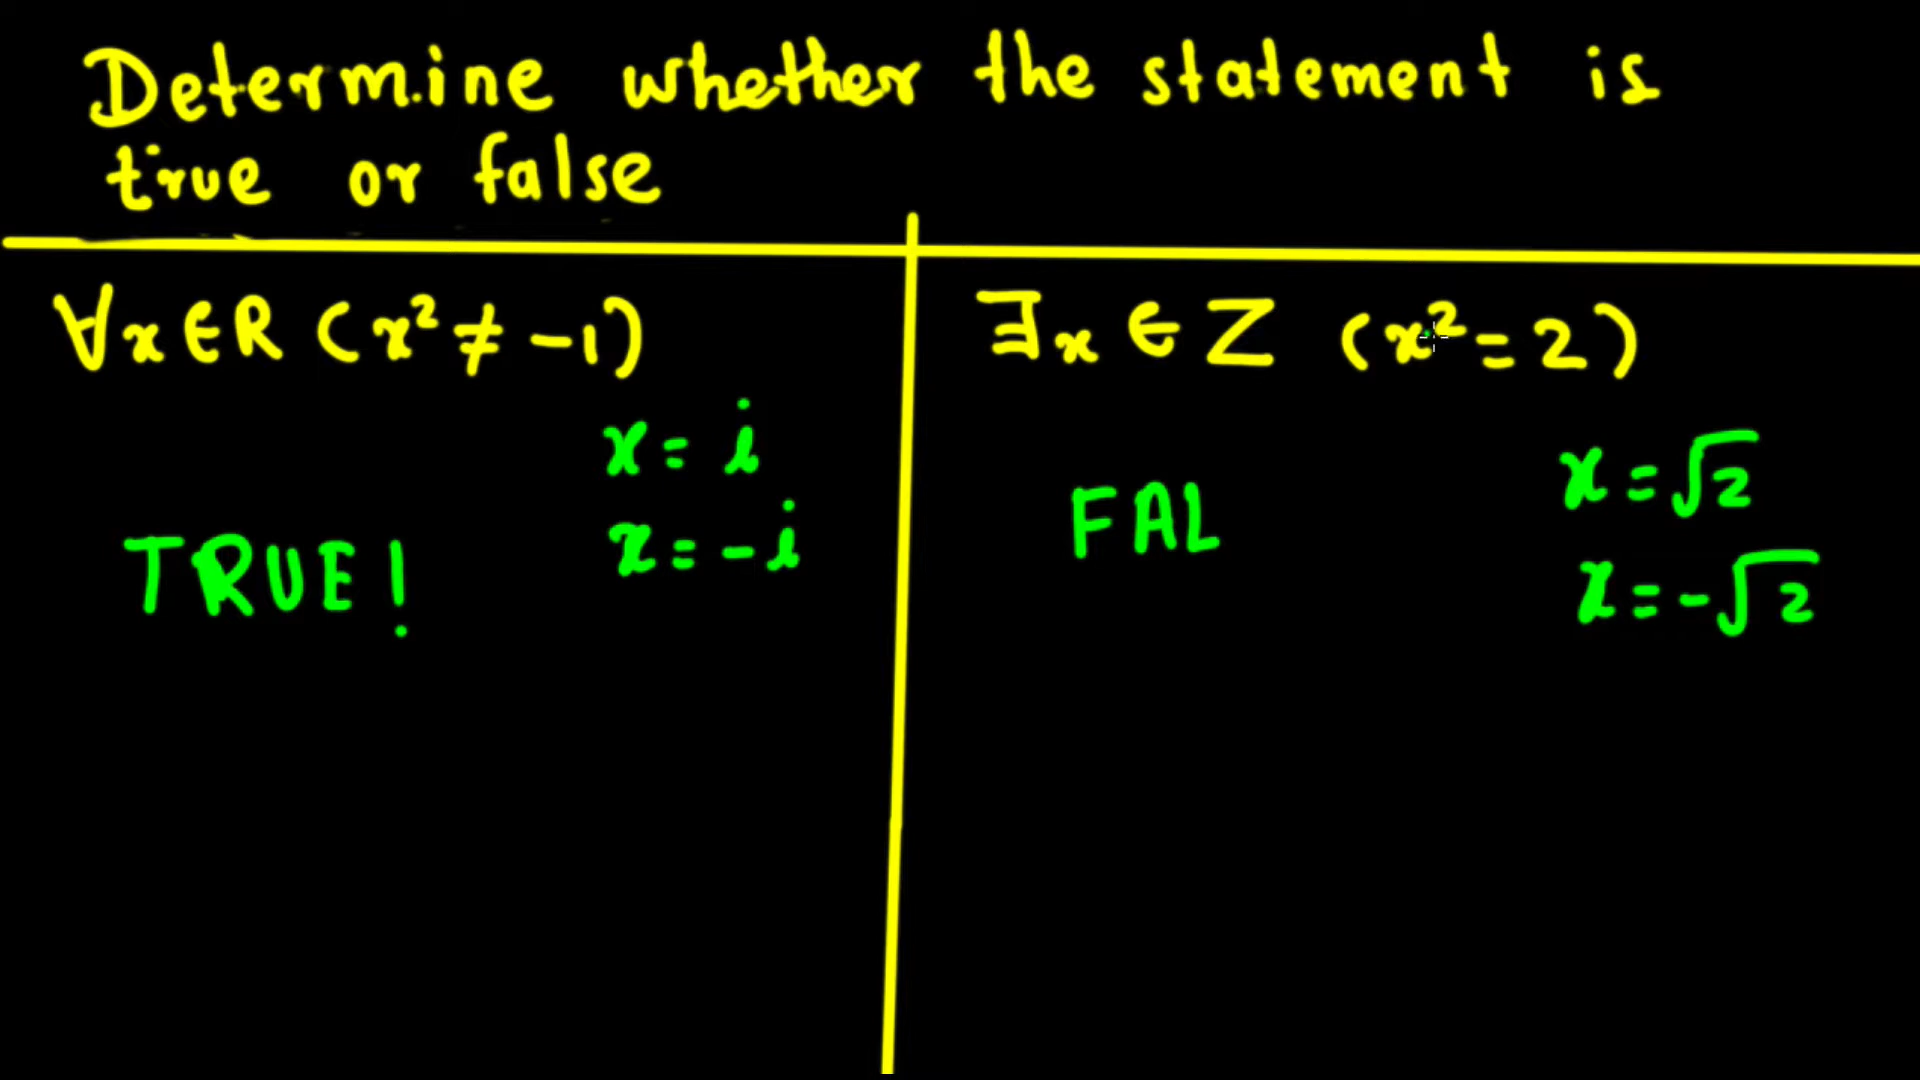 Determine whether the statement is
true or false
∀x∈R (x² ≠ -1)
x = i
x = -i
TRUE!
∃x ∈ Z (x² = 2)
x = √2
FAL
x = -√2